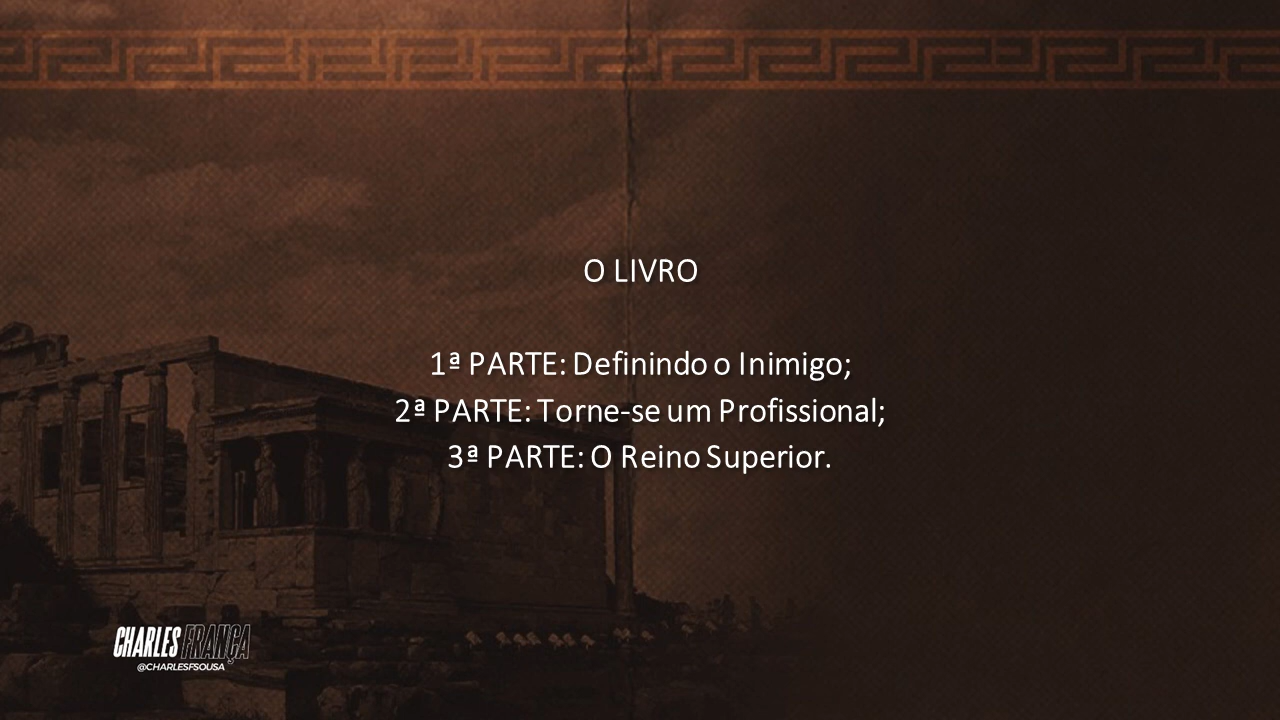 O LIVRO
1ª PARTE: Definindo o Inimigo;
2ª PARTE: Torne-se um Profissional;
3ª PARTE: O Reino Superior.
CHARLES FRANÇA
@CHARLESFSOUSA